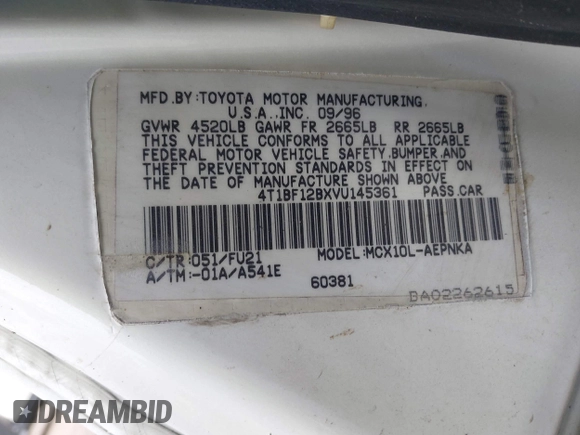 MFD.BY:TOYOTA MOTOR MANUFACTURING,
U.S.A.,INC. 09/96
GVWR 4520LB GAWR FR 2665LB RR 2665LB
THIS VEHICLE CONFORMS TO ALL APPLICABLE
FEDERAL MOTOR VEHICLE SAFETY,BUMPER,AND
THEFT PREVENTION STANDARDS IN EFFECT ON
THE DATE OF MANUFACTURE SHOWN ABOVE
4T1BF12BXVU145361 PASS.CAR
C/TR:051/FU21 MODEL:MCX10L-AEPNKA
A/TM:-01A/A541E
60381
BA02262615
DREAMBID